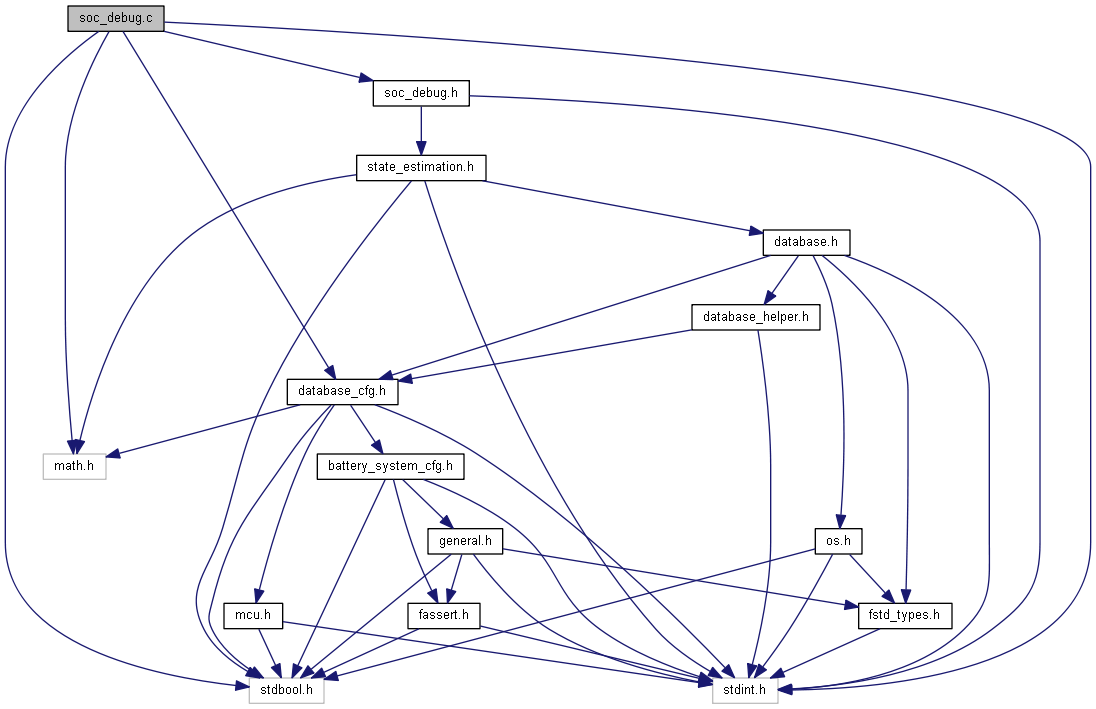 soc_debug.c
soc_debug.h
state_estimation.h
database.h
database_helper.h
database_cfg.h
math.h
battery_system_cfg.h
general.h
os.h
mcu.h
fassert.h
fstd_types.h
stdbool.h
stdint.h